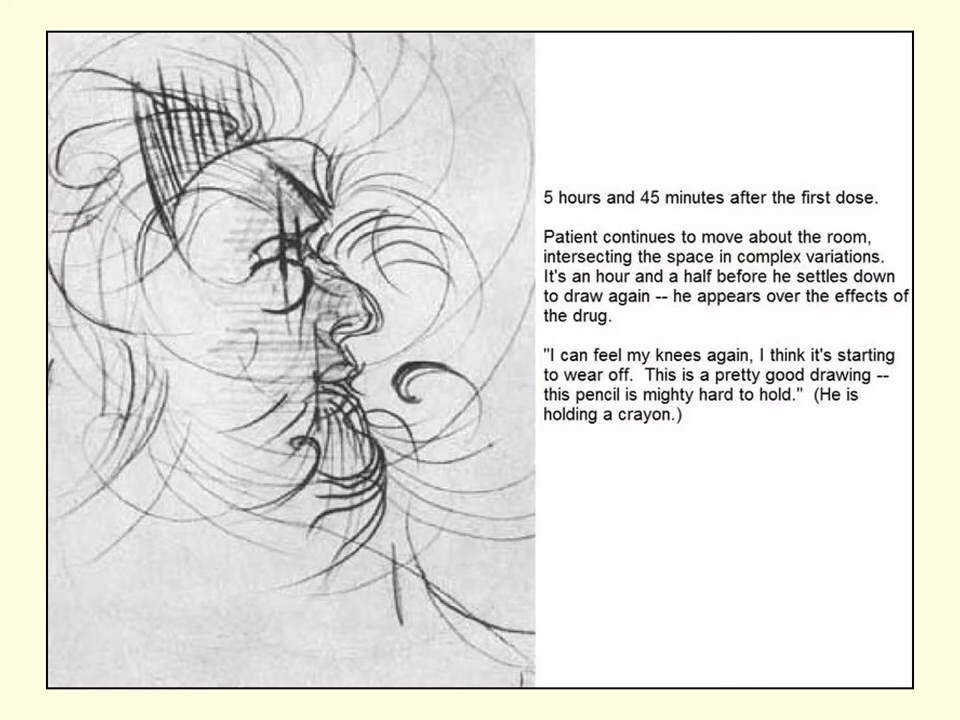 5 hours and 45 minutes after the first dose.
Patient continues to move about the room,
intersecting the space in complex variations.
It's an hour and a half before he settles down
to draw again -- he appears over the effects of
the drug.
"I can feel my knees again, I think it's starting
to wear off.  This is a pretty good drawing --
this pencil is mighty hard to hold."  (He is
holding a crayon.)